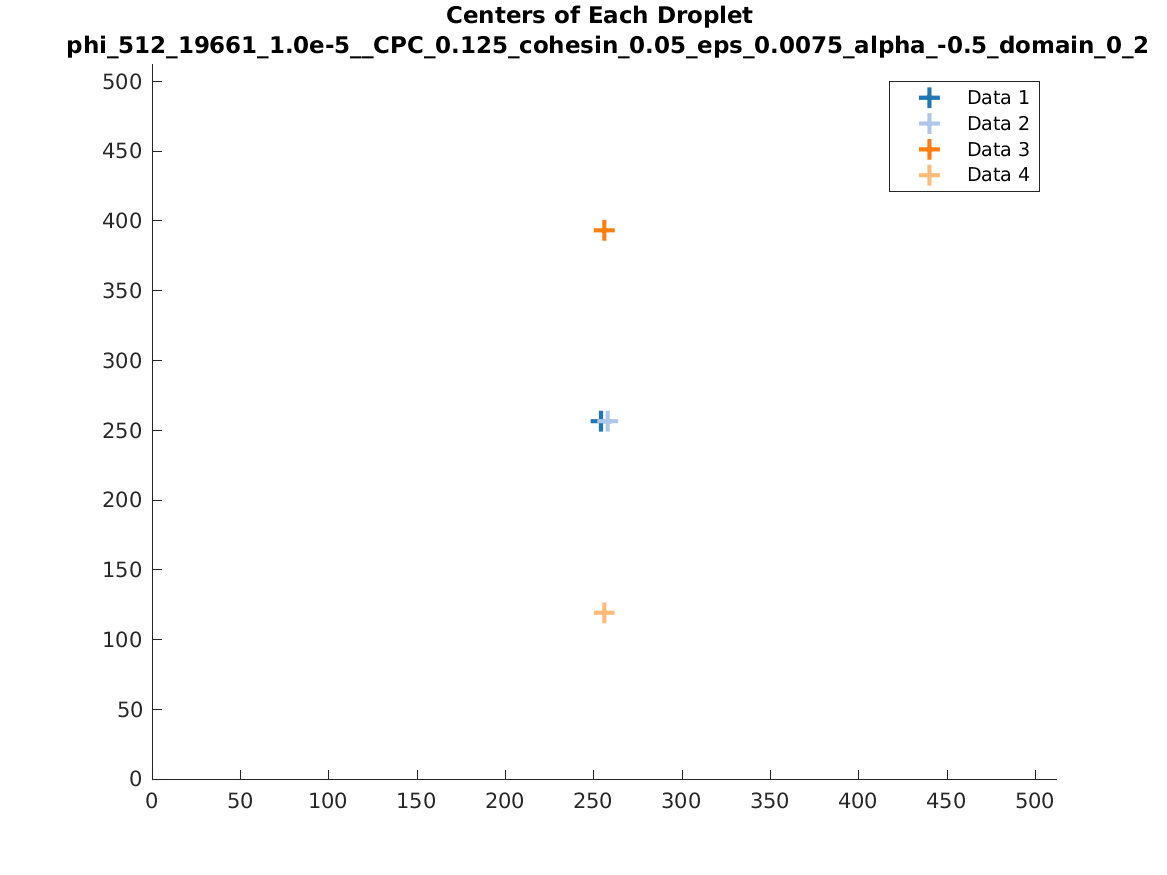 Centers of Each Droplet
phi_512_19661_1.0e-5__CPC_0.125_cohesin_0.05_eps_0.0075_alpha_-0.5_domain_0_2
Data 1
Data 2
Data 3
Data 4
500
450
400
350
300
250
200
150
100
50
0
0 50 100 150 200 250 300 350 400 450 500